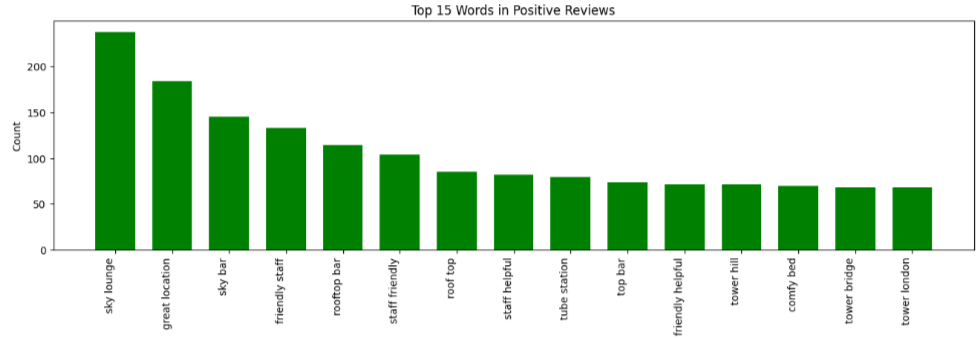 Top 15 Words in Positive Reviews
Count
200
150
100
50
0
sky lounge
great location
sky bar
friendly staff
rooftop bar
staff friendly
roof top
staff helpful
tube station
top bar
friendly helpful
tower hill
comfy bed
tower bridge
tower london